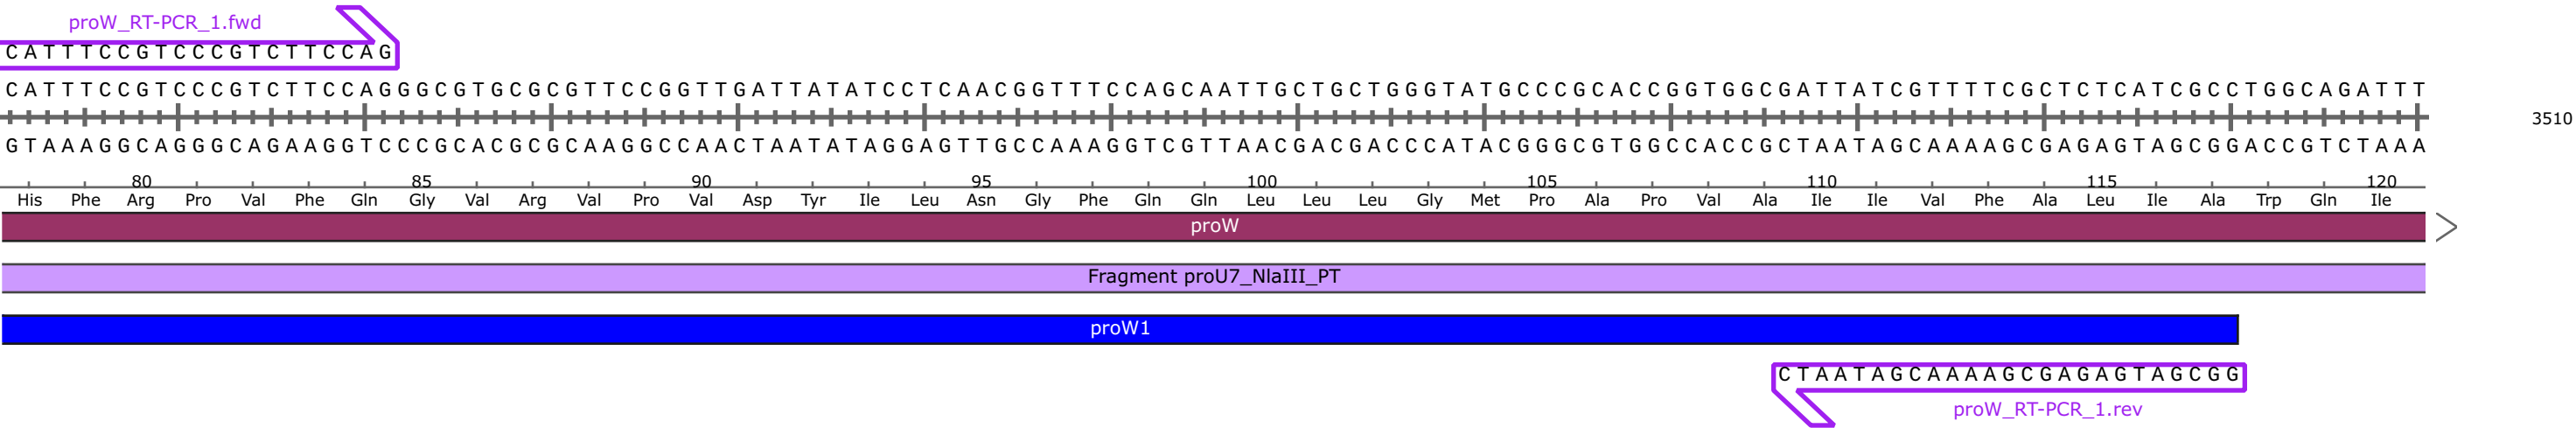 proW_RT-PCR_1.fwd
CATTTCCGTCCCGTCTTCCAG
CATTTCCGTCCCGTCTTCCAGGGCGTGCGCGTTCCGGTTGATTATATCCTCAACGGTTTCCAGCAATTGCTGCTGGGTATGCCCGCACCGGTGGCGATTATCGTTTTCGCTCTCATCGCCTGGCAGATTT
3510
GTAAAGGCAGGGCAGAAGGTCCCGCACGCGCAAGGCCAACTAATATAGGAGTTGCCAAAGGTCGTTAACGACGACCCATACGGGCGTGGCCACCGCTAATAGCAAAAGCGAGAGTAGCGGACCGTCTAAA
80 85 90 95 100 105 110 115 120
His Phe Arg Pro Val Phe Gln Gly Val Arg Val Pro Val Asp Tyr Ile Leu Asn Gly Phe Gln Gln Leu Leu Leu Gly Met Pro Ala Pro Val Ala Ile Ile Val Phe Ala Leu Ile Ala Trp Gln Ile
proW
Fragment proU7_NlaIII_PT
proW1
CTAATAGCAAAAGCGAGAGTAGCGG
proW_RT-PCR_1.rev